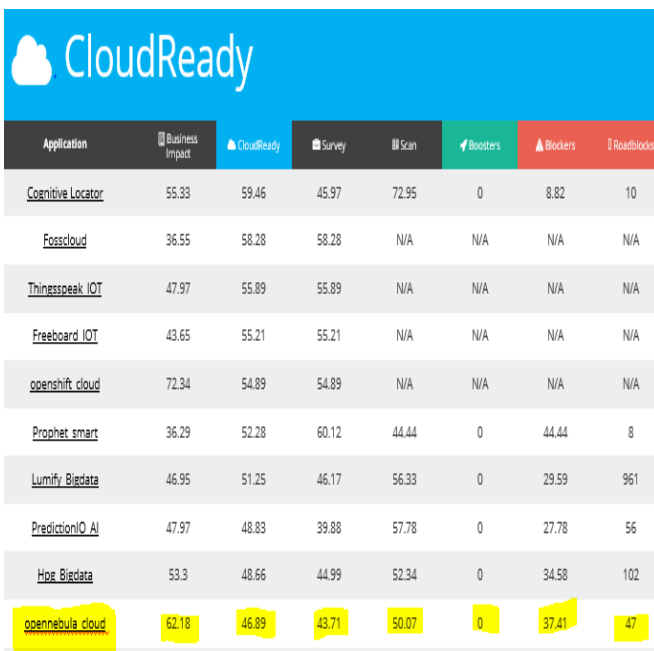 CloudReady
Application Business Impact CloudReady Survey Scan Boosters Blockers Roadblocks
Cognitive Locator 55.33 59.46 45.97 72.95 0 8.82 10
Fosscloud 36.55 58.28 58.28 N/A N/A N/A N/A
Thingsspeak IOT 47.97 55.89 55.89 N/A N/A N/A N/A
Freeboard IOT 43.65 55.21 55.21 N/A N/A N/A N/A
openshift cloud 72.34 54.89 54.89 N/A N/A N/A N/A
Prophet smart 36.29 52.28 60.12 44.44 0 44.44 8
Lumify Bigdata 46.95 51.25 46.17 56.33 0 29.59 961
PredictionIO AI 47.97 48.83 39.88 57.78 0 27.78 56
Hpg Bigdata 53.3 48.66 44.99 52.34 0 34.58 102
opennebula cloud 62.18 46.89 43.71 50.07 0 37.41 47